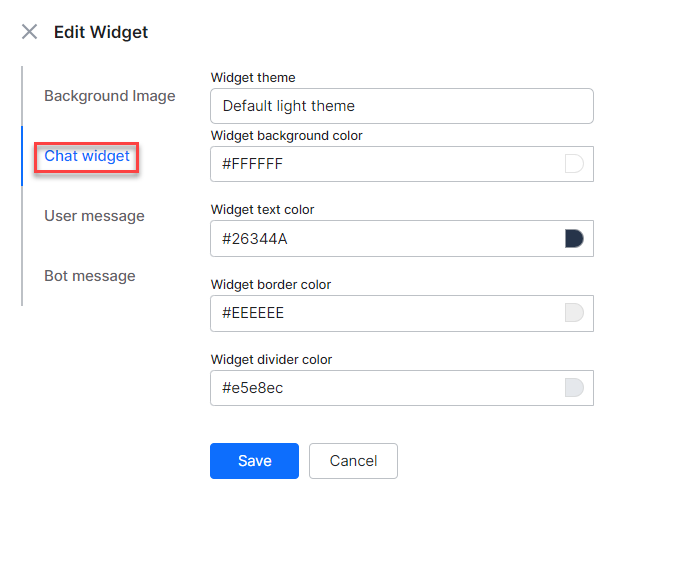 Edit Widget
Background Image
Chat widget
User message
Bot message
Widget theme
Default light theme
Widget background color
#FFFFFF
Widget text color
#26344A
Widget border color
#EEEEEE
Widget divider color
#e5e8ec
Save
Cancel